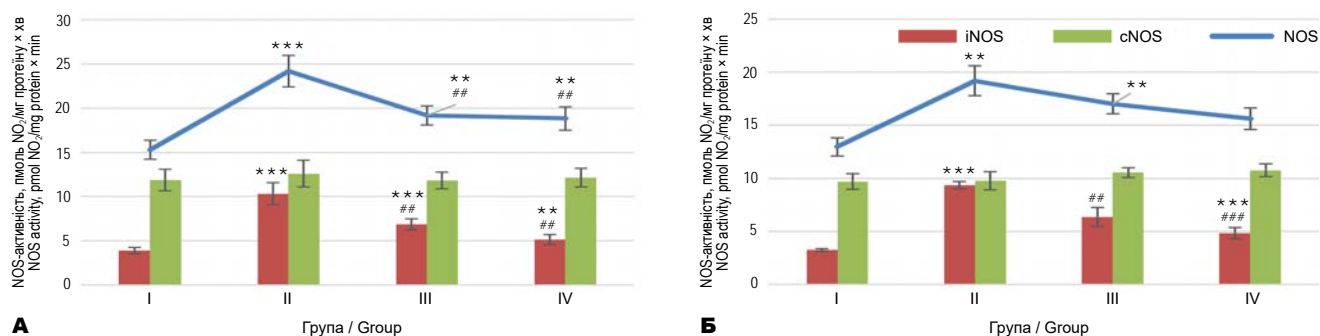 NOS-активність, пмоль NO₂/мг протеїну × хв
NOS activity, pmol NO₂/mg protein × min
30
25
20
15
10
5
0
***
**
##
**
##
***
***
##
**
##
I
II
III
IV
Група / Group
А
NOS-активність, пмоль NO₂/мг протеїну × хв
NOS activity, pmol NO₂/mg protein × min
25
20
15
10
5
0
iNOS
cNOS
NOS
**
**
***
##
***
###
I
II
III
IV
Група / Group
Б